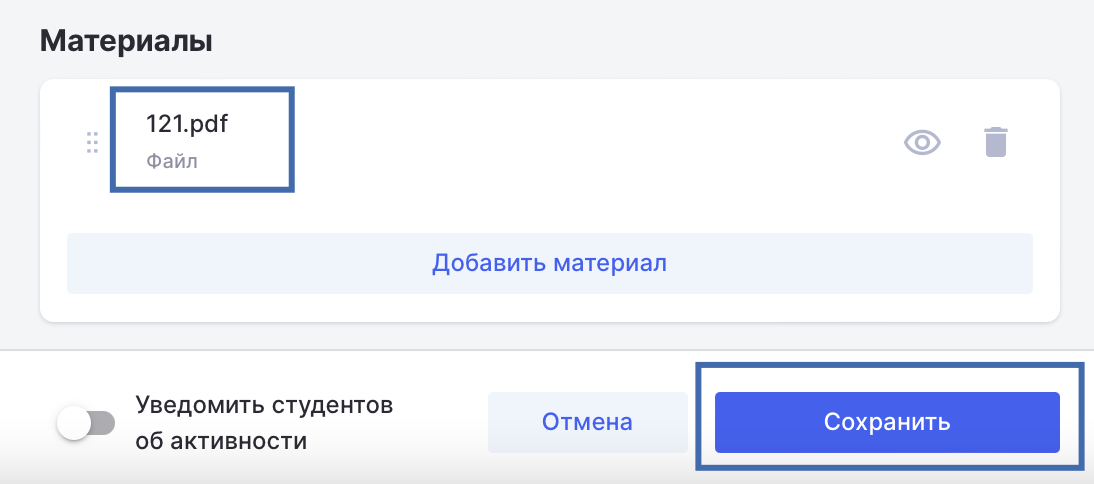 Материалы
121.pdf
Файл
Добавить материал
Уведомить студентов
об активности
Отмена
Сохранить